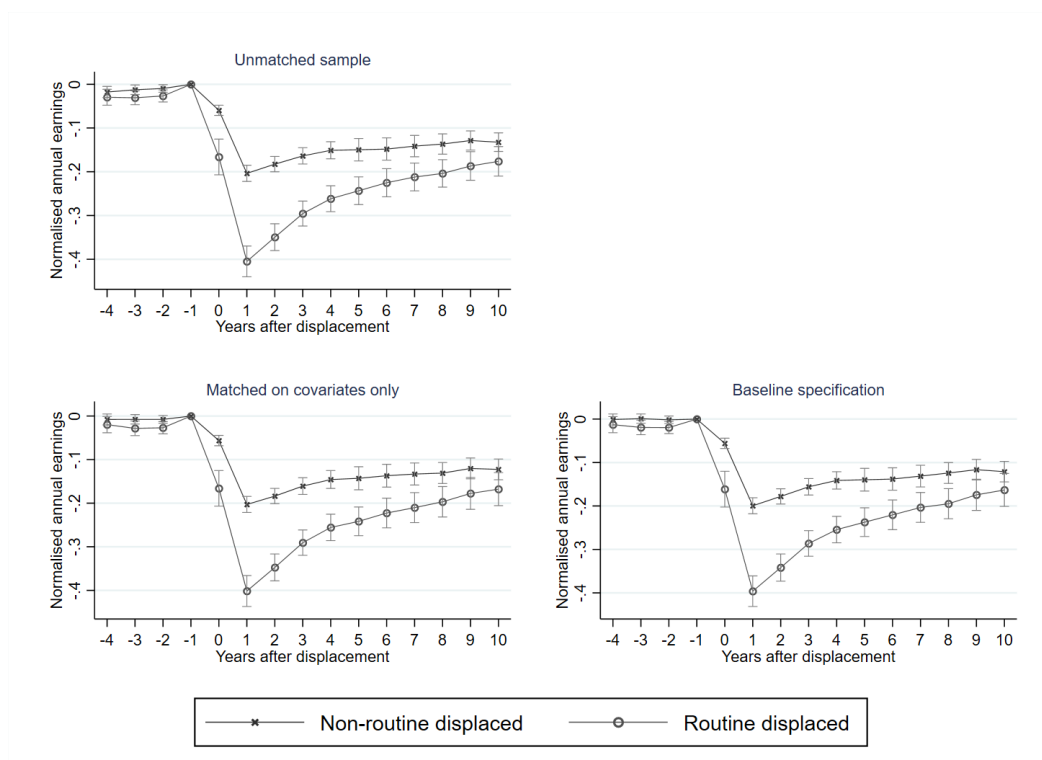 Unmatched sample
Normalised annual earnings
0
-.1
-.2
-.3
-.4
-4 -3 -2 -1 0 1 2 3 4 5 6 7 8 9 10
Years after displacement
Matched on covariates only
Normalised annual earnings
0
-.1
-.2
-.3
-.4
-4 -3 -2 -1 0 1 2 3 4 5 6 7 8 9 10
Years after displacement
Baseline specification
Normalised annual earnings
0
-.1
-.2
-.3
-.4
-4 -3 -2 -1 0 1 2 3 4 5 6 7 8 9 10
Years after displacement
Non-routine displaced
Routine displaced